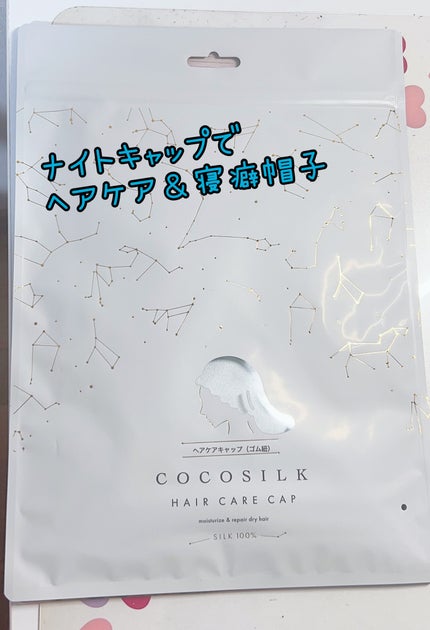 ナイトキャップで
ヘアケア&寝癖帽子
ヘアケアキャップ(ゴム紐)
COCOSILK
HAIR CARE CAP
moisturize & repair dry hair
SILK 100%